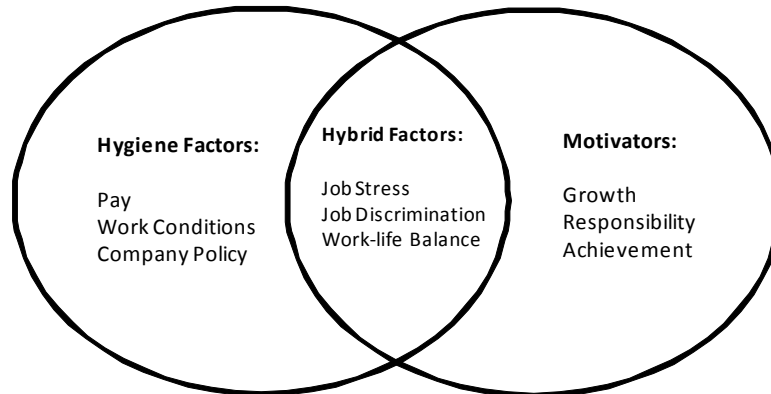 Hygiene Factors:
Pay
Work Conditions
Company Policy
Hybrid Factors:
Job Stress
Job Discrimination
Work-life Balance
Motivators:
Growth
Responsibility
Achievement